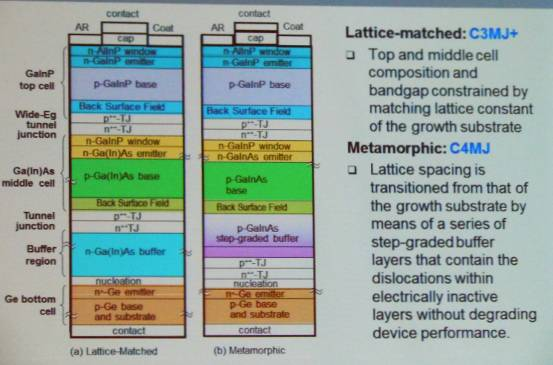 contact
AR
Coat
cap
n-AlInP window
n-GaInP emitter
p-GaInP base
Back Surface Field
p++-TJ
n++-TJ
n-GaInP window
n-Ga(In)As emitter
p-Ga(In)As base
Back Surface Field
p++-TJ
n++TJ
n-Ga(In)As buffer
nucleation
n+-Ge emitter
p-Ge base
and substrate
contact
(a) Lattice-Matched
GaInP
top cell
Wide-Eg
tunnel
junction
Ga(In)As
middle cell
Tunnel
junction
Buffer
region
Ge bottom
cell
contact
AR
Coat
cap
n-AlInP window
n-GaInP emitter
p-GaInP base
Back Surface Field
p++-TJ
n++-TJ
n-GaInP window
n-GaInAs emitter
p-GaInAs
base
Back Surface Field
p-GaInAs
step-graded buffer
p++-TJ
n++-TJ
nucleation
n+-Ge emitter
p-Ge base
and substrate
contact
(b) Metamorphic
Lattice-matched: C3MJ+
Top and middle cell
composition and
bandgap constrained by
matching lattice constant
of the growth substrate
Metamorphic: C4MJ
Lattice spacing is
transitioned from that of
the growth substrate by
means of a series of
step-graded buffer
layers that contain the
dislocations within
electrically inactive
layers without degrading
device performance.